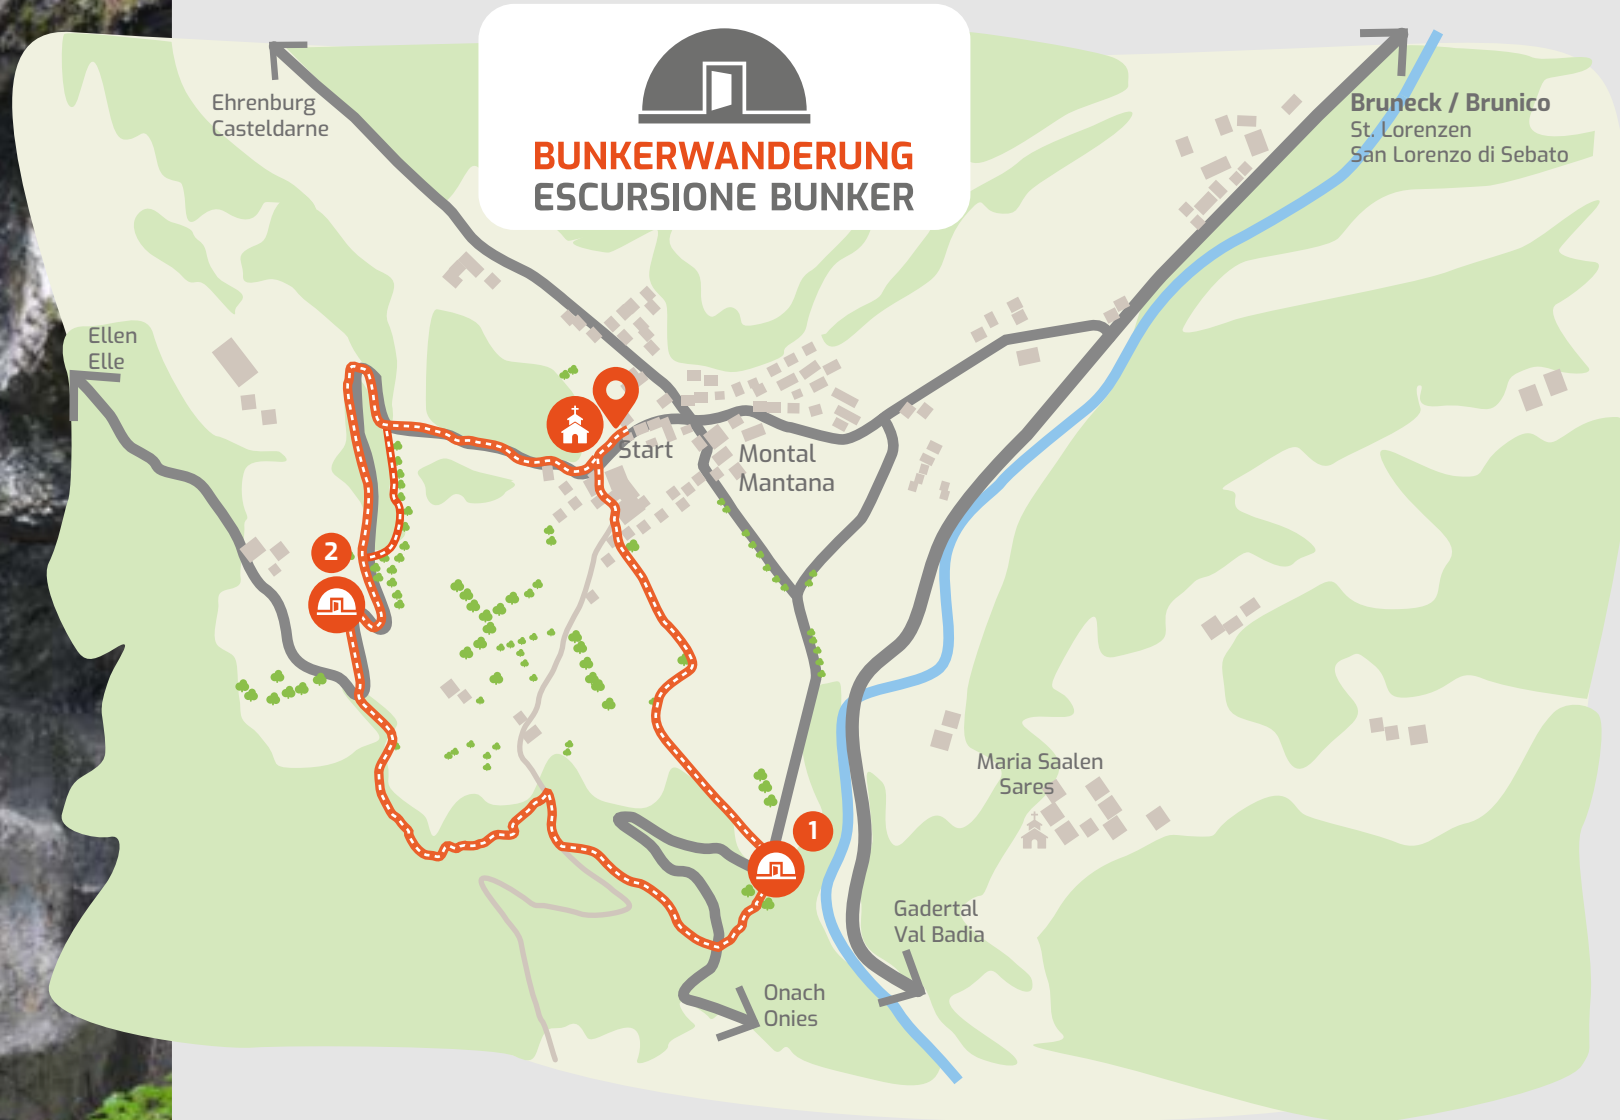 BUNKERWANDERUNG
ESCURSIONE BUNKER
Ehrenburg
Casteldarne
Bruneck / Brunico
St. Lorenzen
San Lorenzo di Sebato
Ellen
Elle
Start
Montal
Mantana
2
Maria Saalen
Sares
1
Gadertal
Val Badia
Onach
Onies